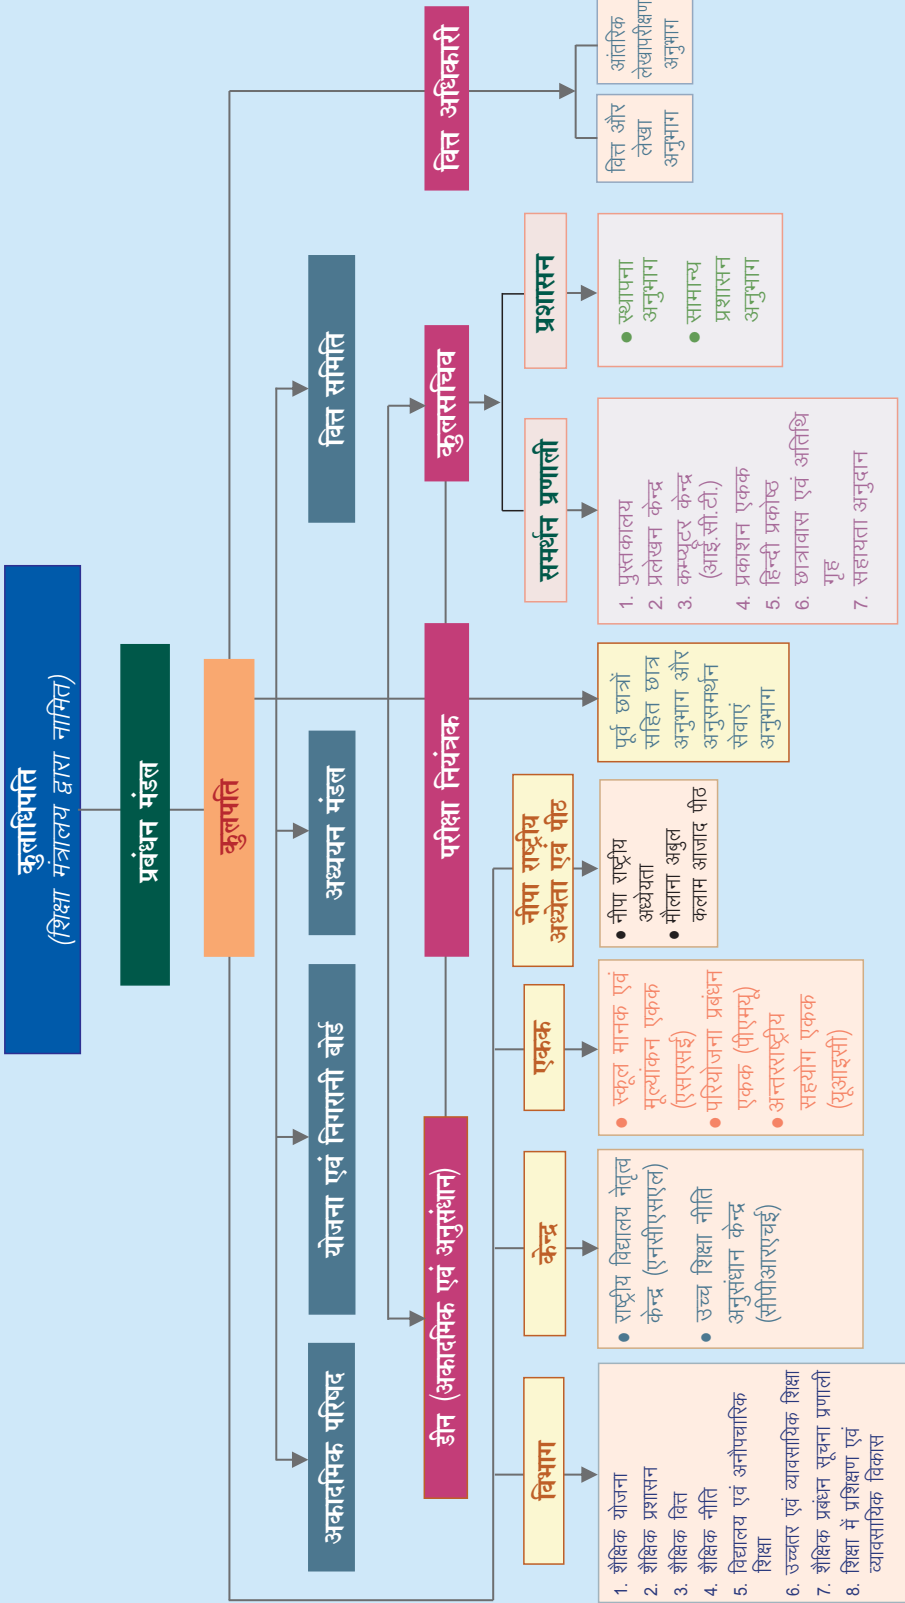 कुलाधिपति
(शिक्षा मंत्रालय द्वारा नामित)
प्रबंधन मंडल
कुलपति
अकादमिक परिषद
योजना एवं निगरानी बोर्ड
अध्ययन मंडल
वित्त समिति
डीन (अकादमिक एवं अनुसंधान)
परीक्षा नियंत्रक
कुलसचिव
वित्त अधिकारी
विभाग
1. शैक्षिक योजना
2. शैक्षिक प्रशासन
3. शैक्षिक वित्त
4. शैक्षिक नीति
5. विद्यालय एवं अनौपचारिक
शिक्षा
6. उच्चतर एवं व्यावसायिक शिक्षा
7. शैक्षिक प्रबंधन सूचना प्रणाली
8. शिक्षा में प्रशिक्षण एवं
व्यावसायिक विकास
केन्द्र
• राष्ट्रीय विद्यालय नेतृत्व
केन्द्र (एनसीएसएल)
• उच्च शिक्षा नीति
अनुसंधान केन्द्र
(सीपीआरएचई)
एकक
• स्कूल मानक एवं
मूल्यांकन एकक
(एसएसई)
• परियोजना प्रबंधन
एकक (पीएमयू)
• अन्तरराष्ट्रीय
सहयोग एकक
(यूआइसी)
नीपा राष्ट्रीय
अध्येता एवं पीठ
• नीपा राष्ट्रीय
अध्येयता
• मौलाना अबुल
कलाम आजाद पीठ
पूर्व छात्रों
सहित छात्र
अनुभाग और
अनुसमर्थन
सेवाएं
अनुभाग
समर्थन प्रणाली
1. पुस्तकालय
2. प्रलेखन केन्द्र
3. कम्प्यूटर केन्द्र
(आई.सी.टी.)
4. प्रकाशन एकक
5. हिन्दी प्रकोष्ठ
6. छात्रावास एवं अतिथि
गृह
7. सहायता अनुदान
प्रशासन
• स्थापना
अनुभाग
• सामान्य
प्रशासन
अनुभाग
वित्त और
लेखा
अनुभाग
आंतरिक
लेखापरीक्षण
अनुभाग